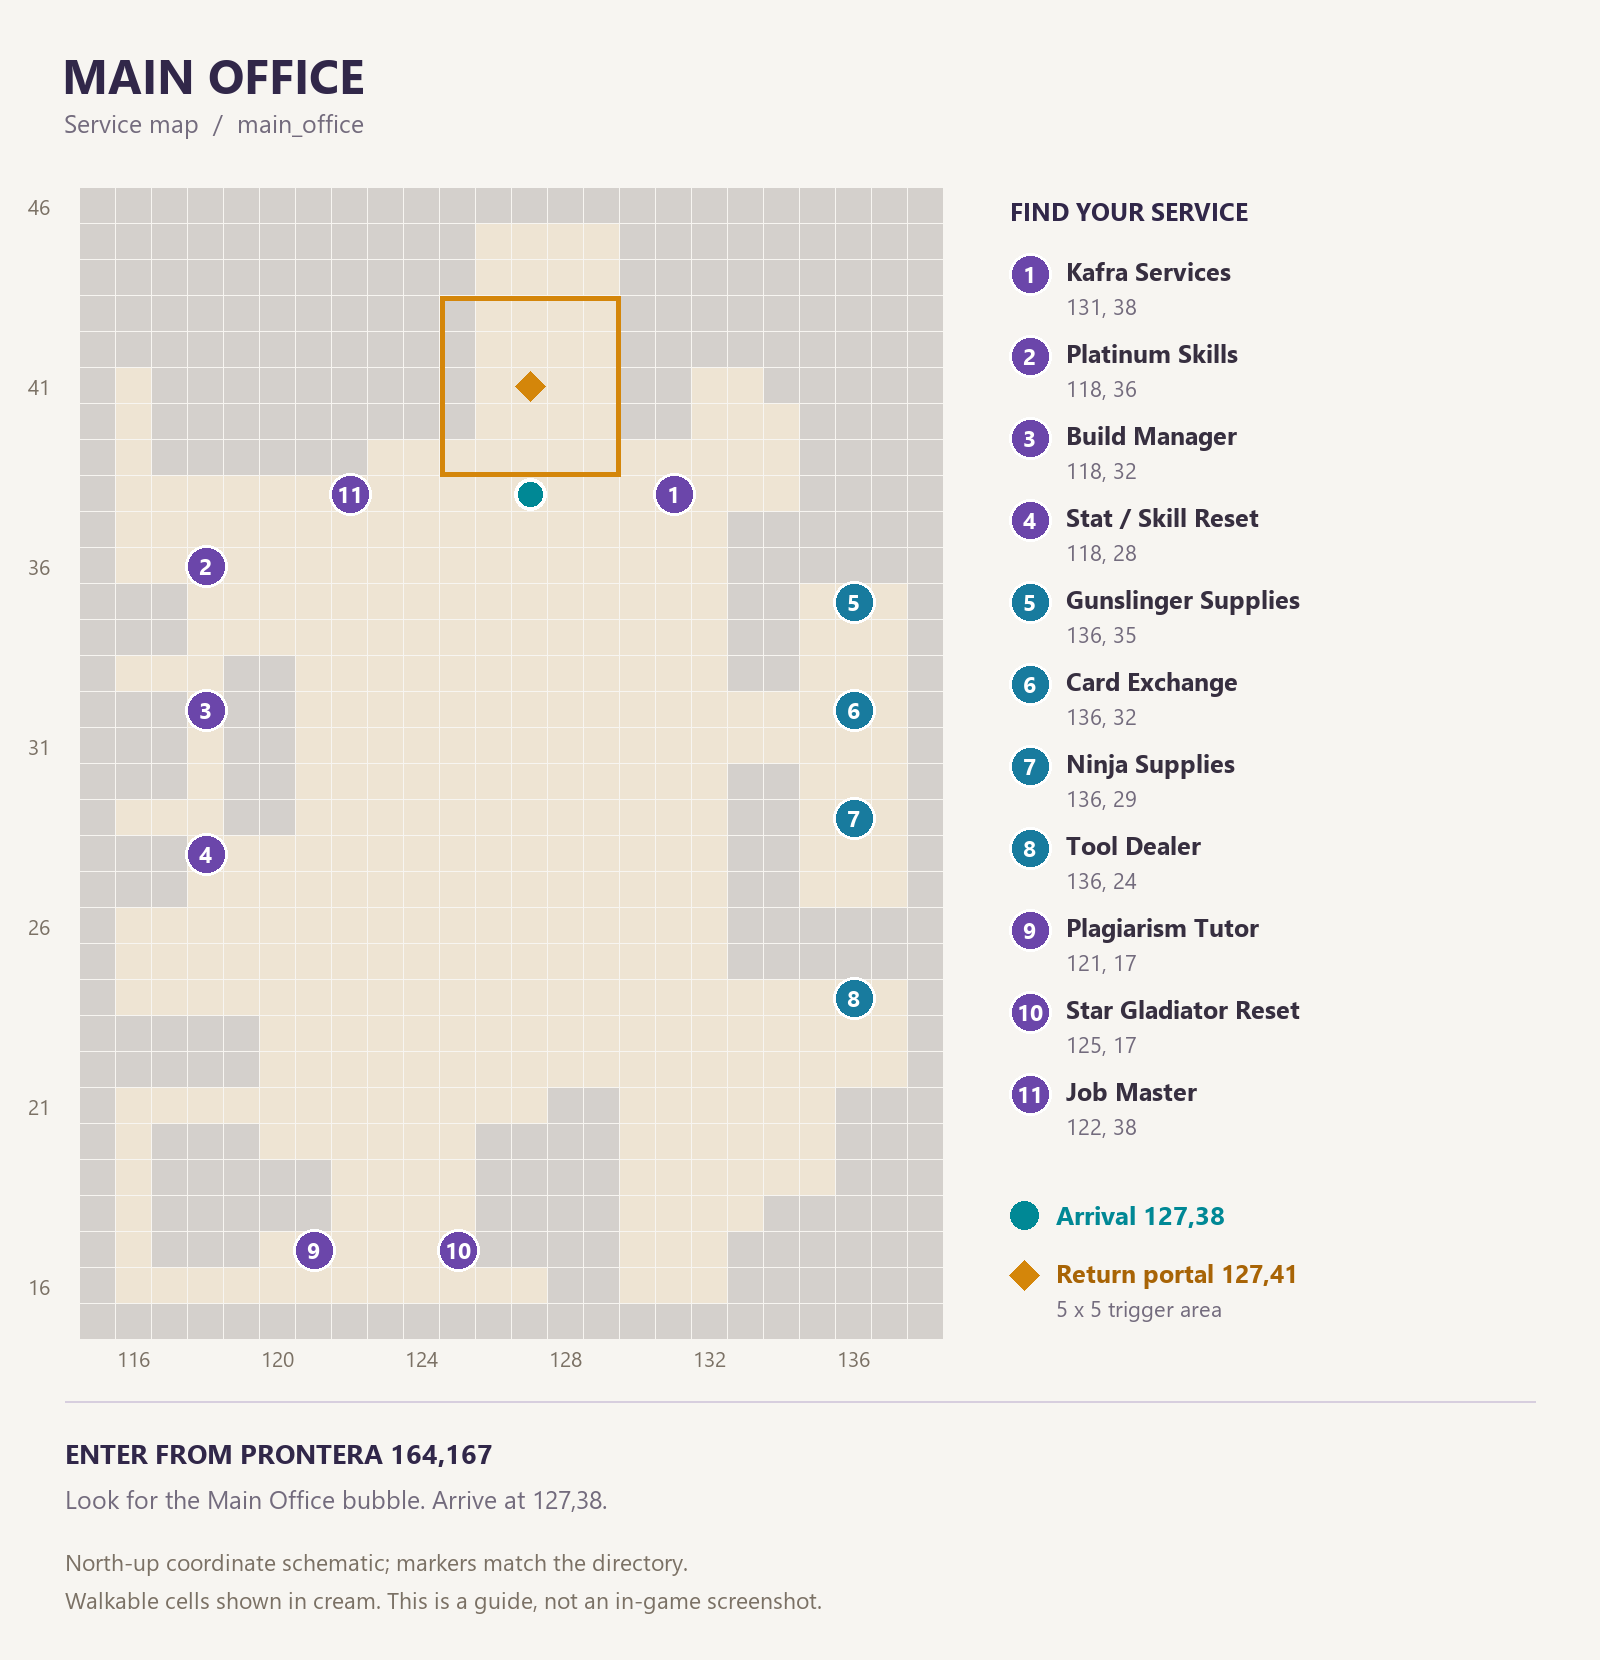 MAIN OFFICE
Service map / main_office
46
41
36
31
26
21
16
116 120 124 128 132 136
11
1
2
5
3
6
7
4
8
9
10
FIND YOUR SERVICE
1 Kafra Services
131, 38
2 Platinum Skills
118, 36
3 Build Manager
118, 32
4 Stat / Skill Reset
118, 28
5 Gunslinger Supplies
136, 35
6 Card Exchange
136, 32
7 Ninja Supplies
136, 29
8 Tool Dealer
136, 24
9 Plagiarism Tutor
121, 17
10 Star Gladiator Reset
125, 17
11 Job Master
122, 38
Arrival 127,38
Return portal 127,41
5 x 5 trigger area
ENTER FROM PRONTERA 164,167
Look for the Main Office bubble. Arrive at 127,38.
North-up coordinate schematic; markers match the directory.
Walkable cells shown in cream. This is a guide, not an in-game screenshot.